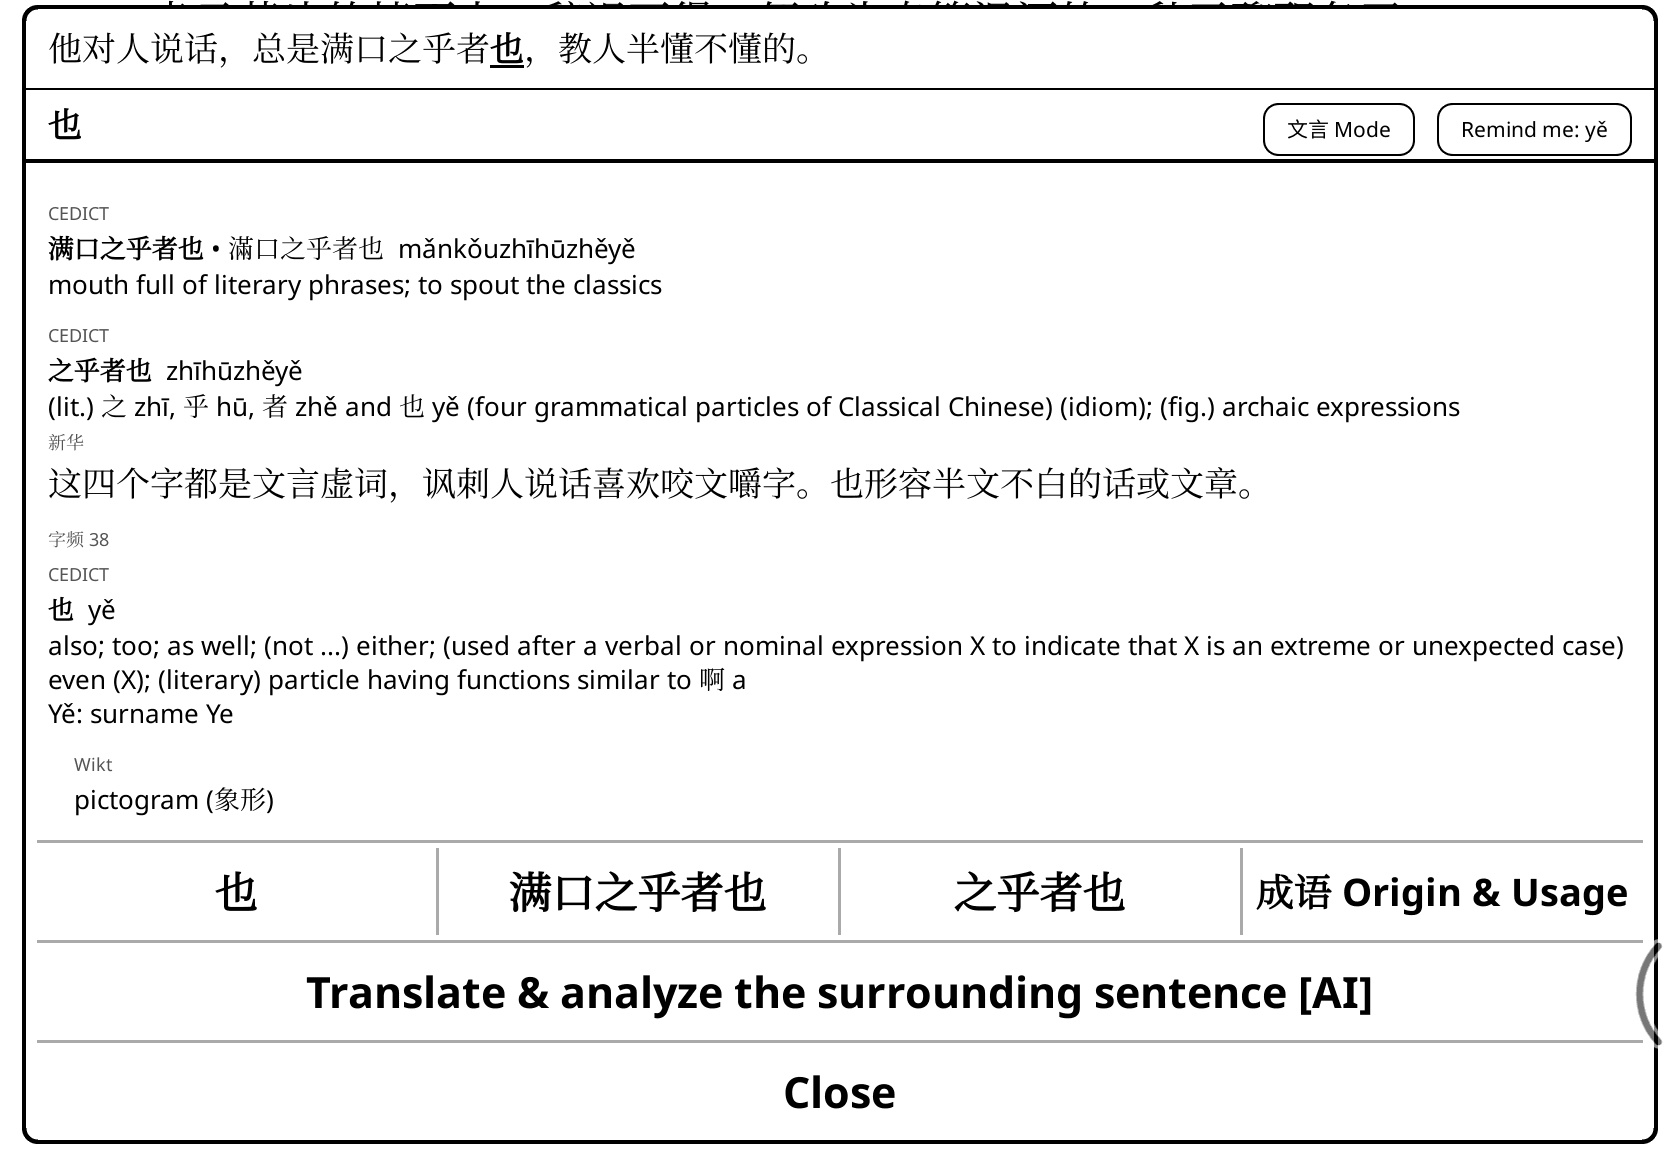 他对人说话，总是满口之乎者也，教人半懂不懂的。
也
文言 Mode
Remind me: yě
CEDICT
满口之乎者也 • 滿口之乎者也 mǎnkǒuzhīhūzhěyě
mouth full of literary phrases; to spout the classics
CEDICT
之乎者也 zhīhūzhěyě
(lit.) 之 zhī, 乎 hū, 者 zhě and 也 yě (four grammatical particles of Classical Chinese) (idiom); (fig.) archaic expressions
新华
这四个字都是文言虚词，讽刺人说话喜欢咬文嚼字。也形容半文不白的话或文章。
字频 38
CEDICT
也 yě
also; too; as well; (not ...) either; (used after a verbal or nominal expression X to indicate that X is an extreme or unexpected case)
even (X); (literary) particle having functions similar to 啊 a
Yě: surname Ye
Wikt
pictogram (象形)
也
满口之乎者也
之乎者也
成语 Origin & Usage
Translate & analyze the surrounding sentence [AI]
Close